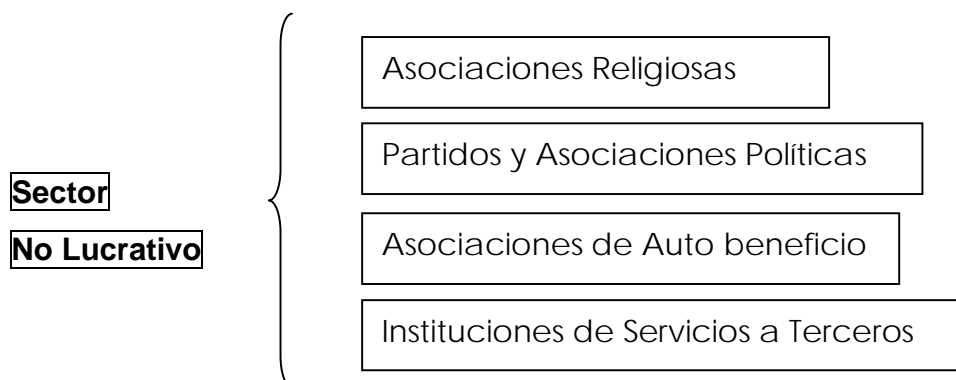 Sector
No Lucrativo
Asociaciones Religiosas
Partidos y Asociaciones Políticas
Asociaciones de Auto beneficio
Instituciones de Servicios a Terceros